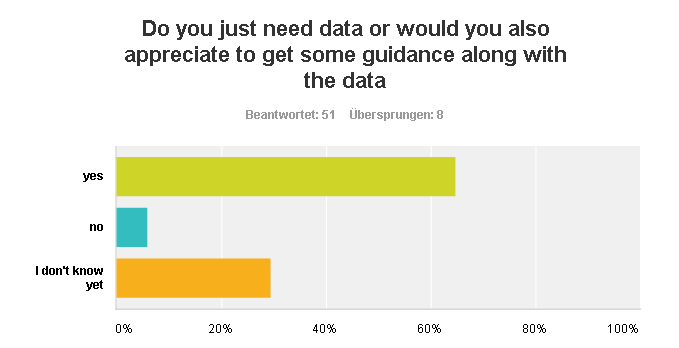 Do you just need data or would you also
appreciate to get some guidance along with
the data
Beantwortet: 51 Übersprungen: 8
yes
no
I don't know
yet
0% 20% 40% 60% 80% 100%